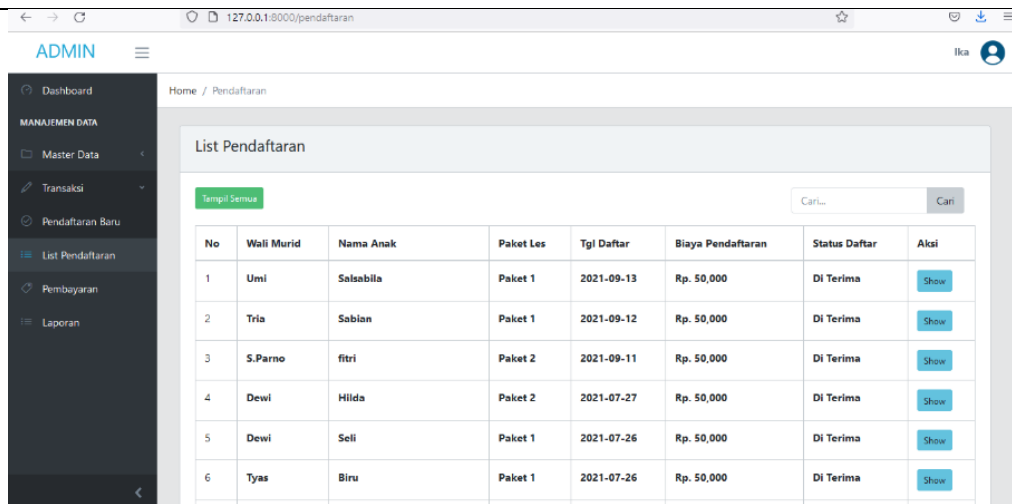 127.0.0.1:8000/pendaftaran
ADMIN
Ika
Dashboard
Home / Pendaftaran
MANAJEMEN DATA
Master Data
Transaksi
Pendaftaran Baru
List Pendaftaran
Pembayaran
Laporan
List Pendaftaran
Tampil Semua
Cari... Cari
No Wali Murid Nama Anak Paket Les Tgl Daftar Biaya Pendaftaran Status Daftar Aksi
1 Umi Salsabila Paket 1 2021-09-13 Rp. 50,000 Di Terima Show
2 Tria Sabian Paket 1 2021-09-12 Rp. 50,000 Di Terima Show
3 S.Parno fitri Paket 2 2021-09-11 Rp. 50,000 Di Terima Show
4 Dewi Hilda Paket 2 2021-07-27 Rp. 50,000 Di Terima Show
5 Dewi Seli Paket 1 2021-07-26 Rp. 50,000 Di Terima Show
6 Tyas Biru Paket 1 2021-07-26 Rp. 50,000 Di Terima Show